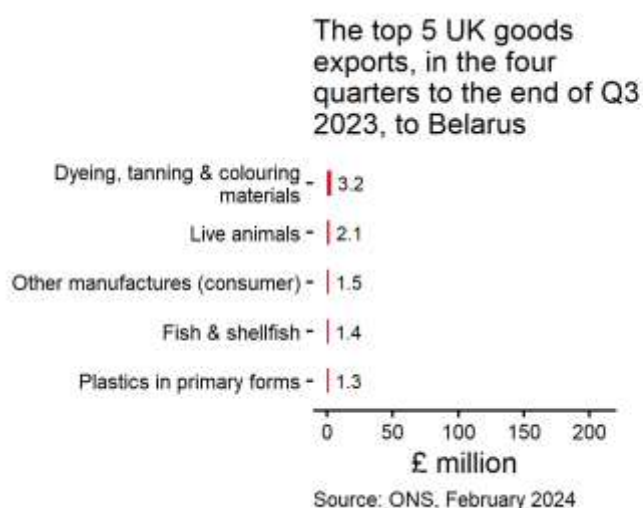 The top 5 UK goods
exports, in the four
quarters to the end of Q3
2023, to Belarus
Dyeing, tanning & colouring
materials
3.2
Live animals
2.1
Other manufactures (consumer)
1.5
Fish & shellfish
1.4
Plastics in primary forms
1.3
0 50 100 150 200
£ million
Source: ONS, February 2024